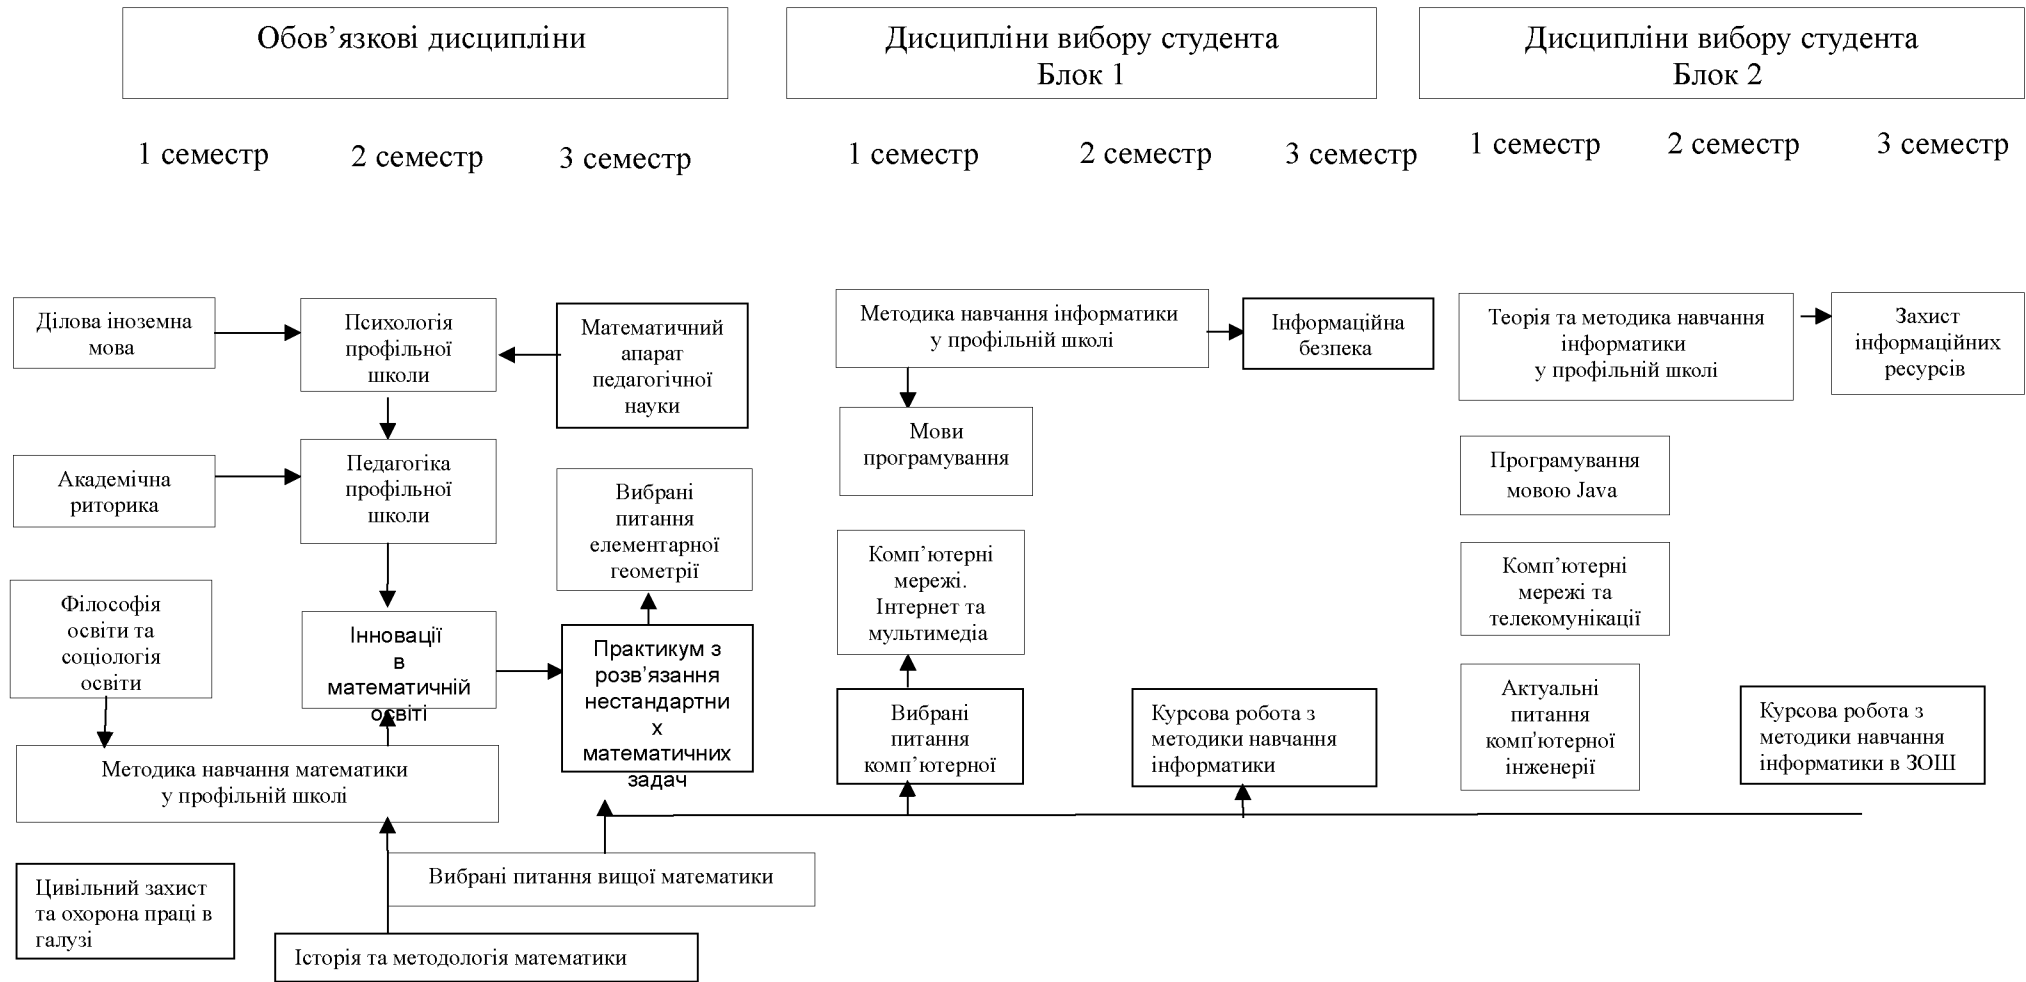 Обов’язкові дисципліни
Дисципліни вибору студента
Блок 1
Дисципліни вибору студента
Блок 2
1 семестр
2 семестр
3 семестр
1 семестр
2 семестр
3 семестр
1 семестр
2 семестр
3 семестр
Ділова іноземна
мова
Психологія
профільної
школи
Математичний
апарат
педагогічної
науки
Методика навчання інформатики
у профільній школі
Інформаційна
безпека
Теорія та методика навчання
інформатики
у профільній школі
Захист
інформаційних
ресурсів
Мови
програмування
Академічна
риторика
Педагогіка
профільної
школи
Вибрані
питання
елементарної
геометрії
Програмування
мовою Java
Комп’ютерні
мережі.
Інтернет та
мультимедіа
Комп’ютерні
мережі та
телекомунікації
Філософія
освіти та
соціологія
освіти
Інновації
в
математичній
освіті
Практикум з
розв’язання
нестандартни
х
математичних
задач
Вибрані
питання
комп’ютерної
Курсова робота з
методики навчання
інформатики
Актуальні
питання
комп'ютерної
інженерії
Курсова робота з
методики навчання
інформатики в ЗОШ
Методика навчання математики
у профільній школі
Цивільний захист
та охорона праці в
галузі
Вибрані питання вищої математики
Історія та методологія математики